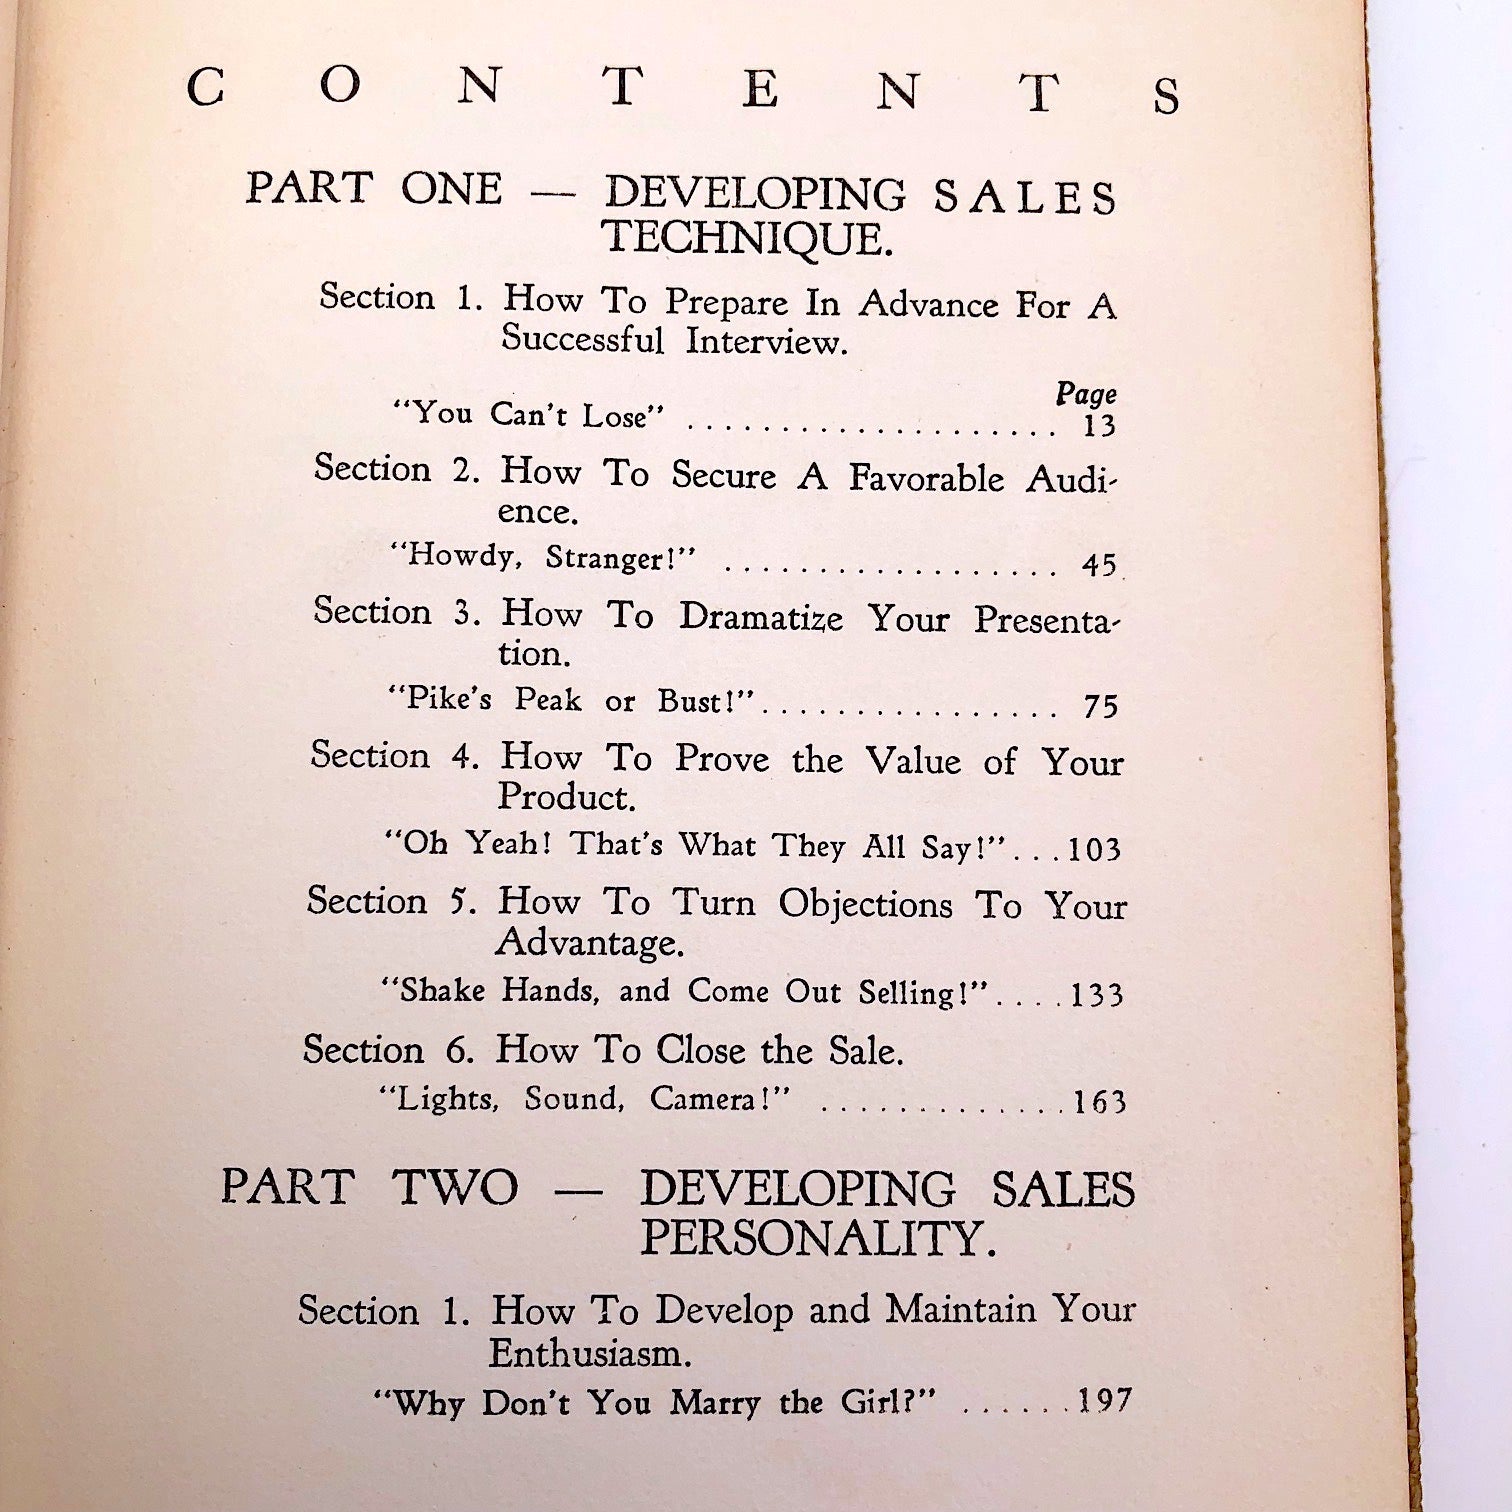 CONTENTS
PART ONE — DEVELOPING SALES
TECHNIQUE.
Section 1. How To Prepare In Advance For A
Successful Interview.
Page
“You Can't Lose” .................... 13
Section 2. How To Secure A Favorable Audi-
ence.
“Howdy, Stranger!” .................. 45
Section 3. How To Dramatize Your Presenta-
tion.
“Pike's Peak or Bust!”................ 75
Section 4. How To Prove the Value of Your
Product.
“Oh Yeah! That's What They All Say!”...103
Section 5. How To Turn Objections To Your
Advantage.
“Shake Hands, and Come Out Selling!”....133
Section 6. How To Close the Sale.
“Lights, Sound, Camera!” .............163
PART TWO — DEVELOPING SALES
PERSONALITY.
Section 1. How To Develop and Maintain Your
Enthusiasm.
“Why Don't You Marry the Girl?” ......197